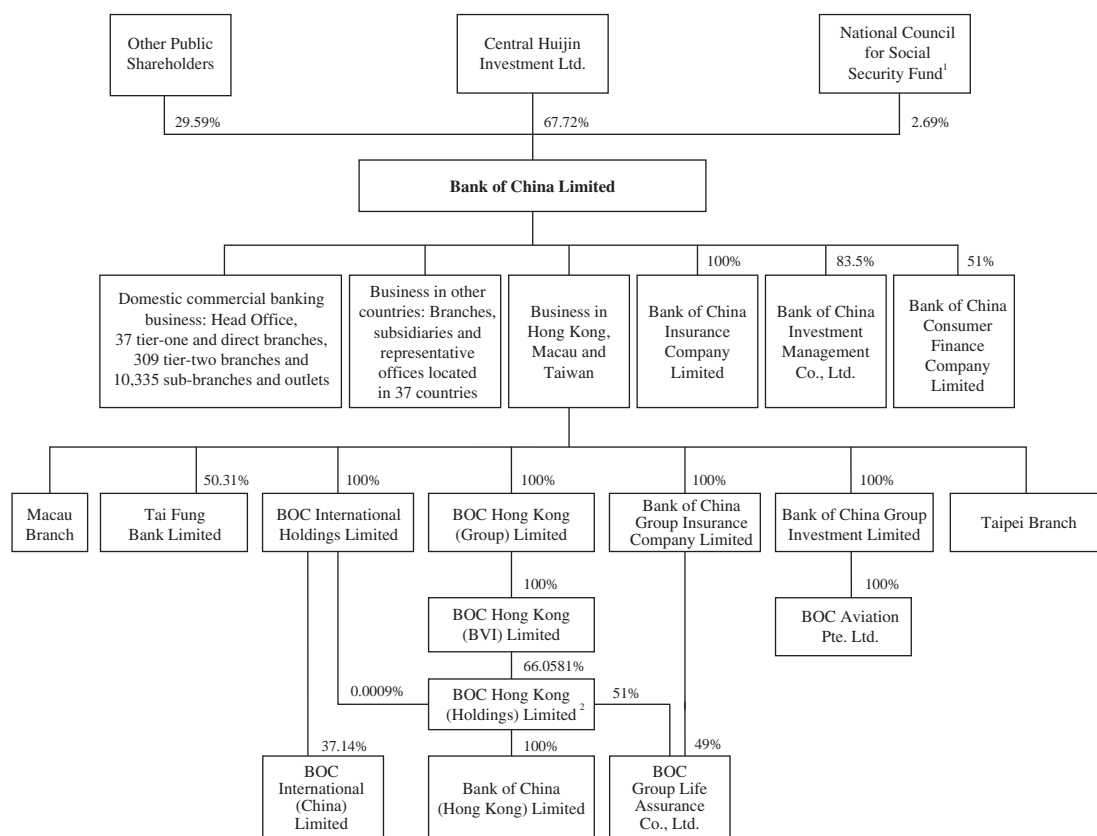 Other Public
Shareholders
Central Huijin
Investment Ltd.
National Council
for Social
Security Fund1
29.59%
67.72%
2.69%
Bank of China Limited
100%
83.5%
51%
Domestic commercial banking
business: Head Office,
37 tier-one and direct branches,
309 tier-two branches and
10,335 sub-branches and outlets
Business in other
countries: Branches,
subsidiaries and
representative
offices located
in 37 countries
Business in
Hong Kong,
Macau and
Taiwan
Bank of China
Insurance
Company
Limited
Bank of China
Investment
Management
Co., Ltd.
Bank of China
Consumer
Finance
Company
Limited
50.31%
100%
100%
100%
100%
Macau
Branch
Tai Fung
Bank Limited
BOC International
Holdings Limited
BOC Hong Kong
(Group) Limited
Bank of China
Group Insurance
Company Limited
Bank of China Group
Investment Limited
Taipei Branch
100%
100%
BOC Hong Kong
(BVI) Limited
BOC Aviation
Pte. Ltd.
66.0581%
0.0009%
BOC Hong Kong
(Holdings) Limited2
51%
37.14%
100%
49%
BOC
International
(China)
Limited
Bank of China
(Hong Kong) Limited
BOC
Group Life
Assurance
Co., Ltd.